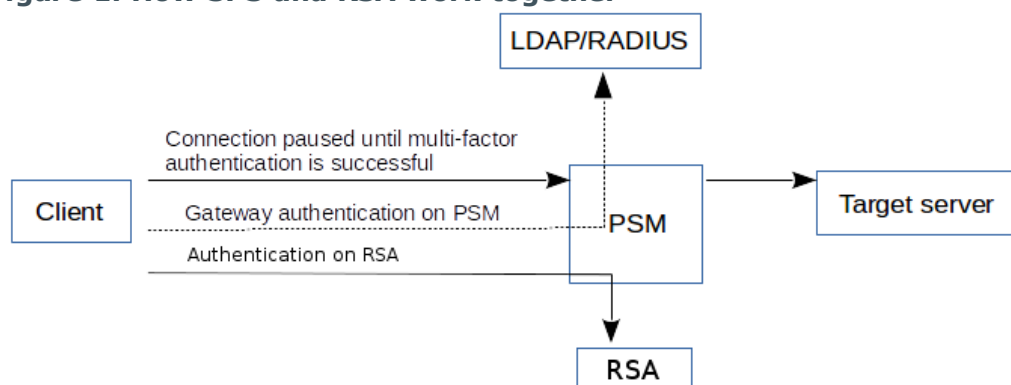 LDAP/RADIUS
Connection paused until multi-factor
authentication is successful
Client
Gateway authentication on PSM
PSM
Target server
Authentication on RSA
RSA